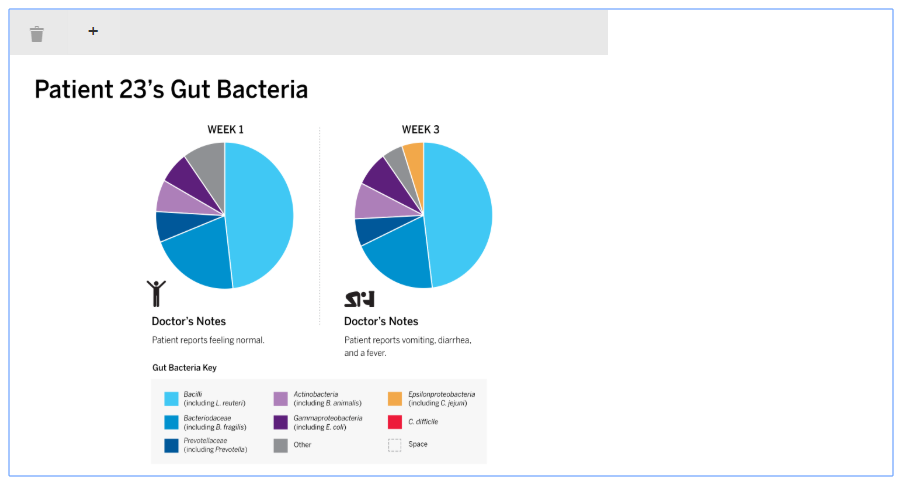 Patient 23’s Gut Bacteria
WEEK 1
WEEK 3
Doctor’s Notes
Patient reports feeling normal.
Doctor’s Notes
Patient reports vomiting, diarrhea,
and a fever.
Gut Bacteria Key
Bacilli
(including L. reuteri)
Actinobacteria
(including B. animalis)
Epsilonproteobacteria
(including C. jejuni)
Bacteriodaceae
(including B. fragilis)
Gammaproteobacteria
(including E. coli)
C. difficile
Prevotellaceae
(including Prevotella)
Other
Space